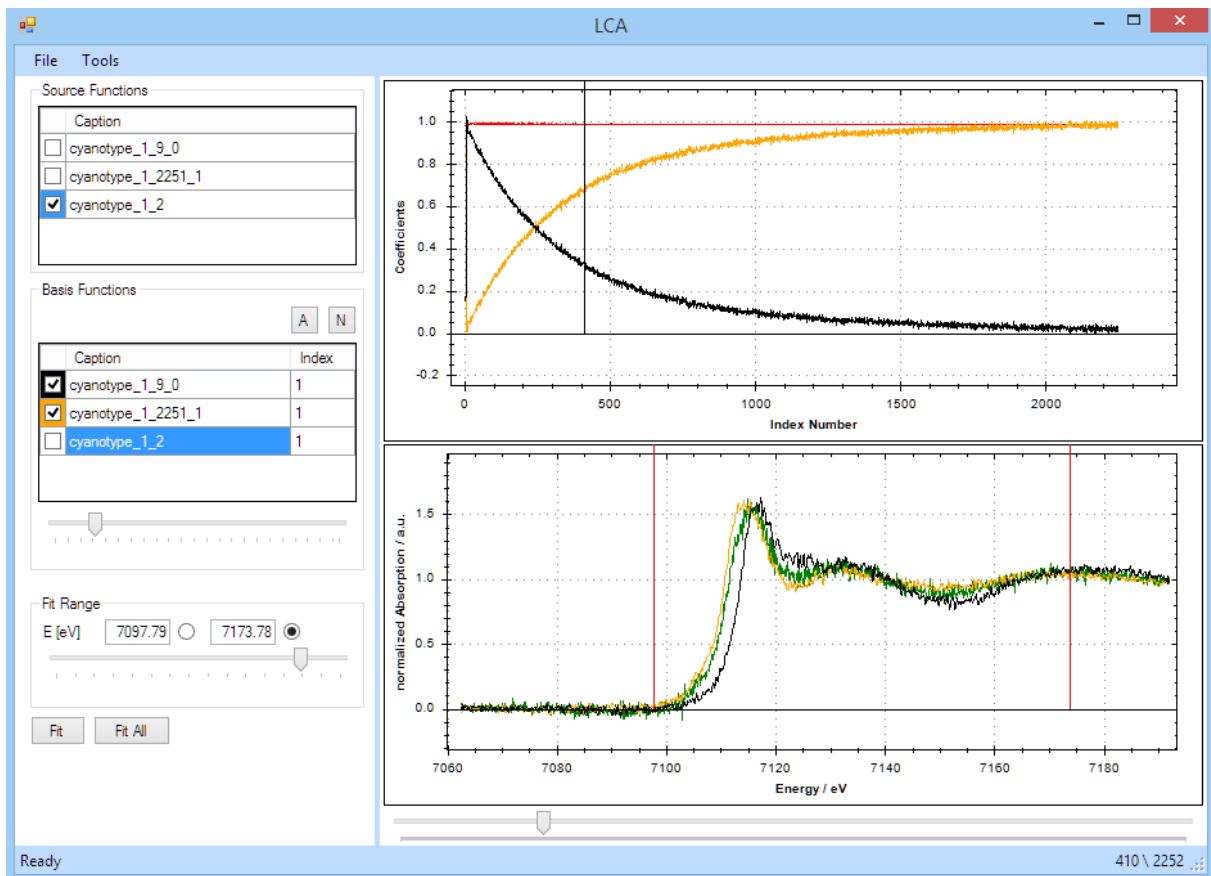 LCA
File Tools
Source Functions
Caption
cyanotype_1_9_0
cyanotype_1_2251_1
cyanotype_1_2
Basis Functions
A N
Caption Index
cyanotype_1_9_0 1
cyanotype_1_2251_1 1
cyanotype_1_2 1
Fit Range
E [eV] 7097.79 7173.78
Fit Fit All
Coefficients
1.0
0.8
0.6
0.4
0.2
0.0
-0.2
0 500 1000 1500 2000
Index Number
normalized Absorption / a.u.
1.5
1.0
0.5
0.0
7060 7080 7100 7120 7140 7160 7180
Energy / eV
Ready 410 \ 2252